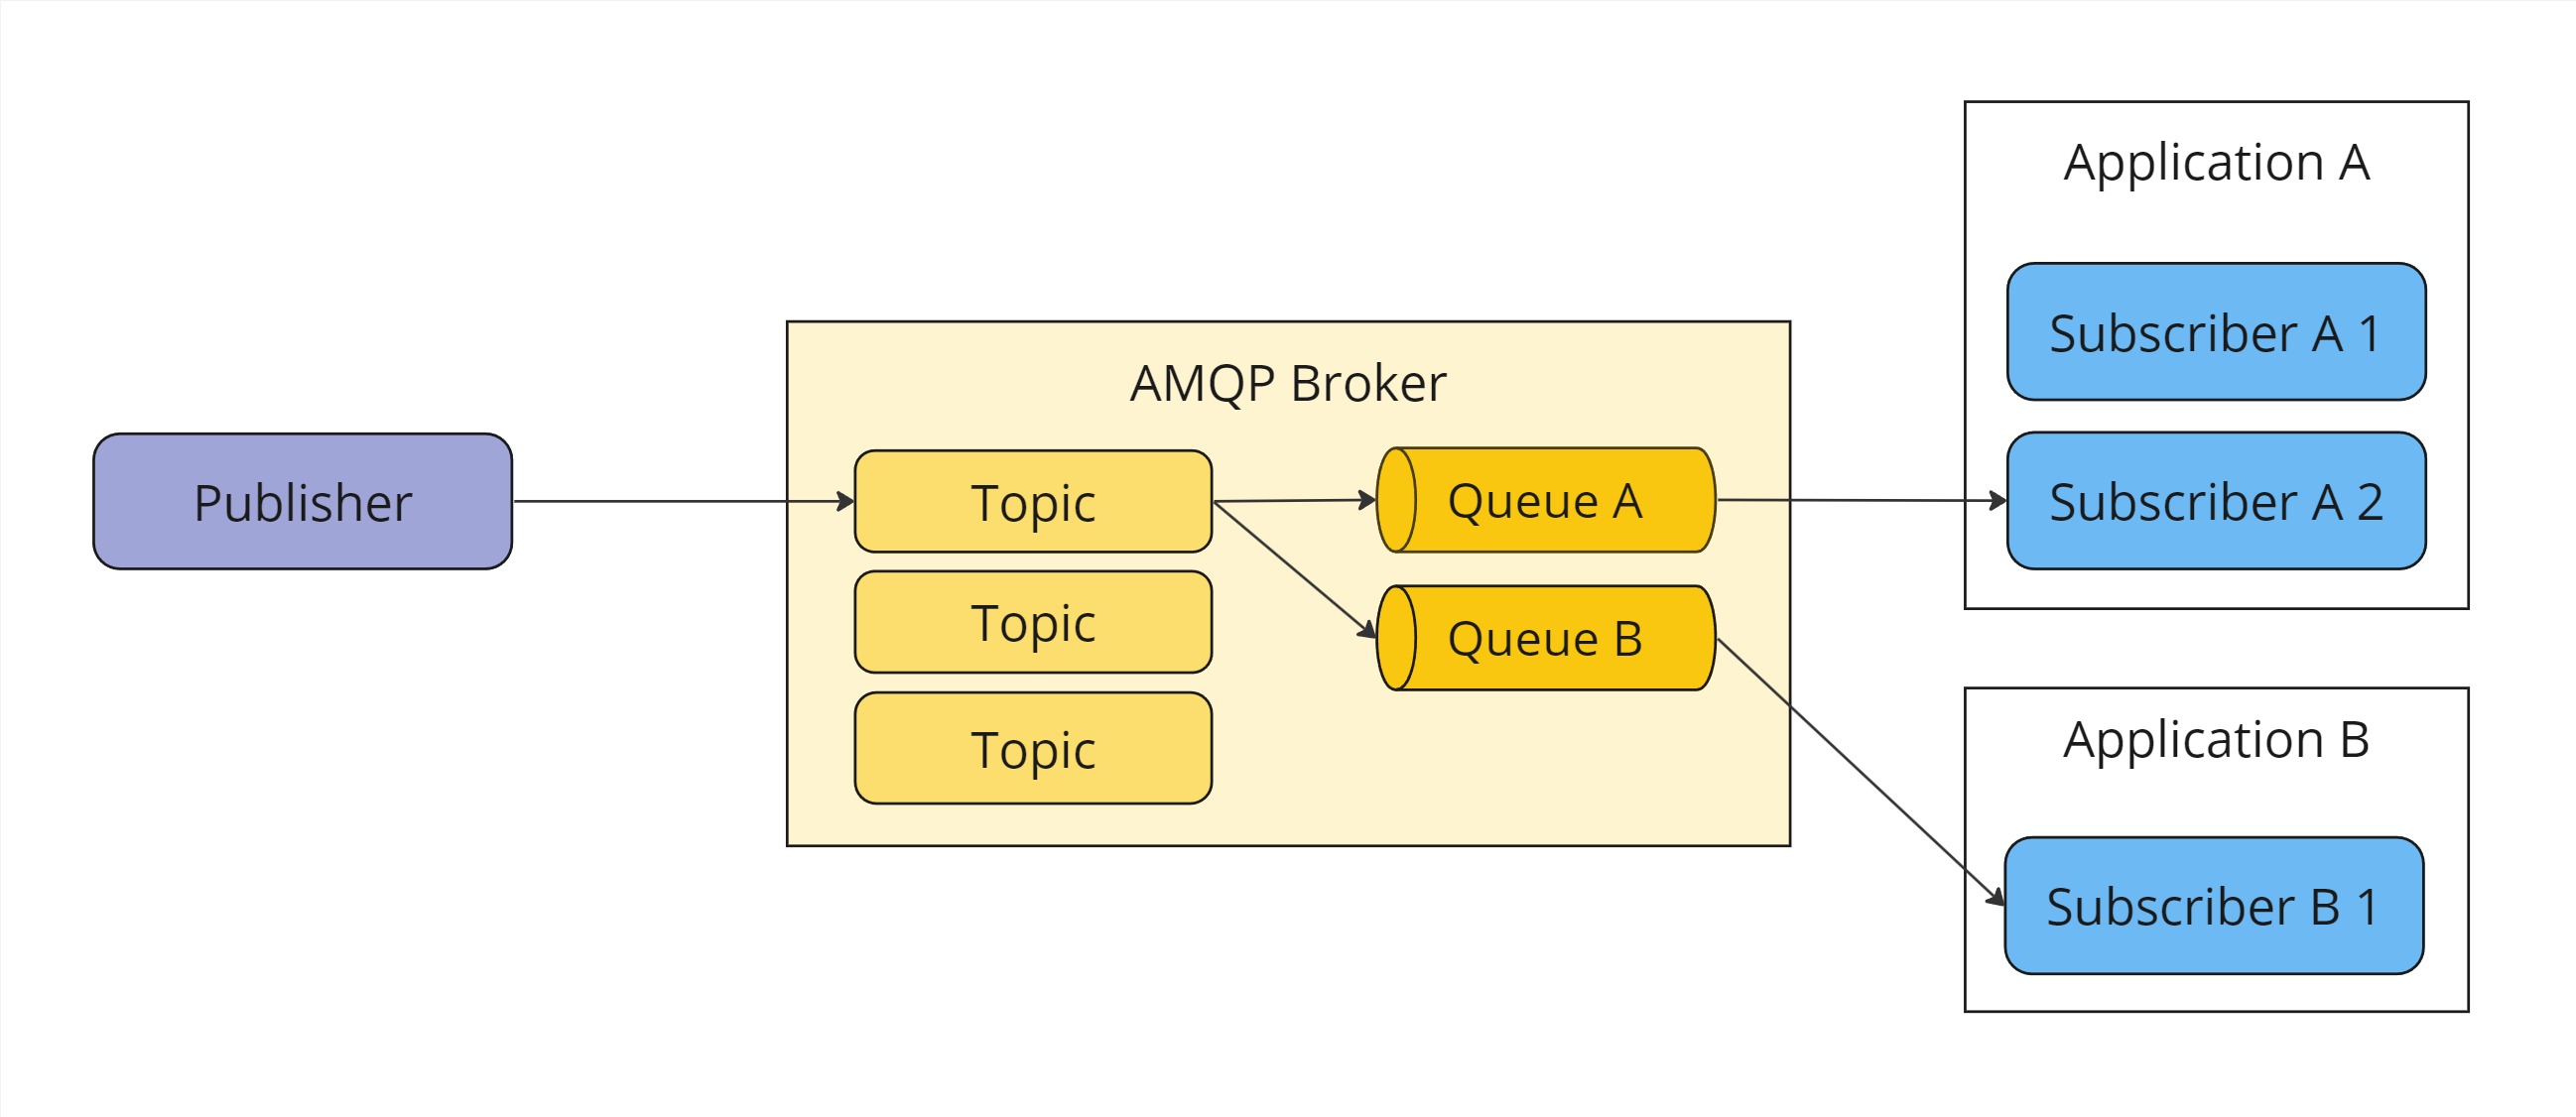 Publisher
AMQP Broker
Topic
Topic
Topic
Queue A
Queue B
Application A
Subscriber A 1
Subscriber A 2
Application B
Subscriber B 1